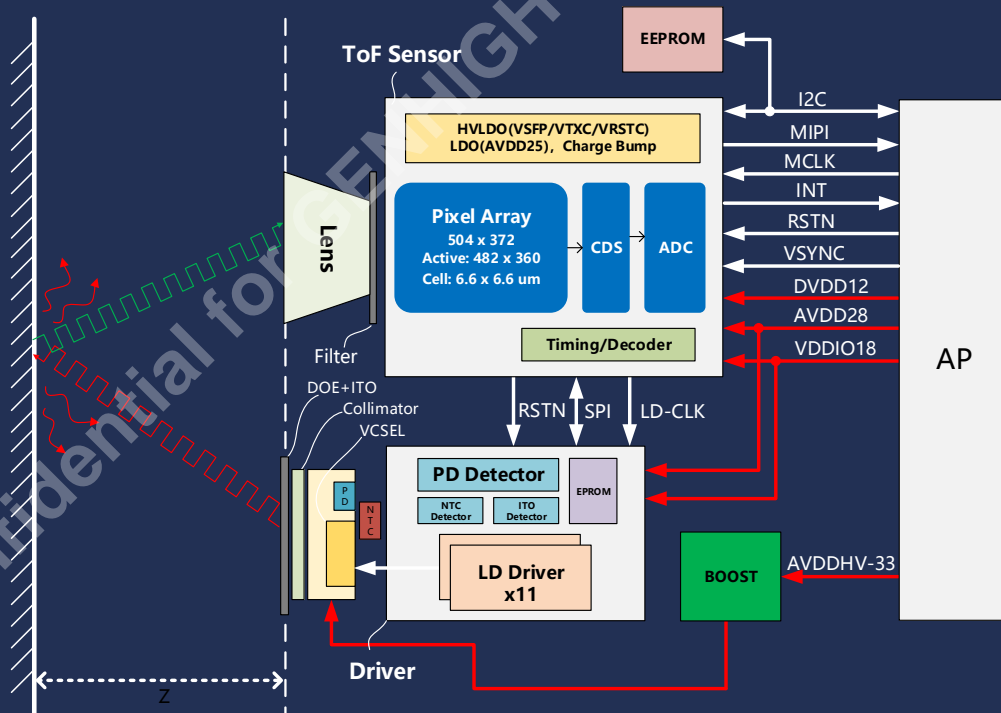 EEPROM
ToF Sensor
I2C
HVLDO(VSFP/VTXC/VRSTC)
LDO(AVDD25), Charge Bump
MIPI
MCLK
INT
RSTN
VSYNC
DVDD12
AVDD28
VDDIO18
AP
Pixel Array
504 x 372
Active: 482 x 360
Cell: 6.6 x 6.6 um
CDS
ADC
Timing/Decoder
Lens
Filter
DOE+ITO
Collimator
VCSEL
RSTN
SPI
LD-CLK
PD Detector
NTC
Detector
ITO
Detector
EPROM
PD
NTC
LD Driver
x11
BOOST
AVDDHV-33
Driver
Z
nfidential for GENHIGH